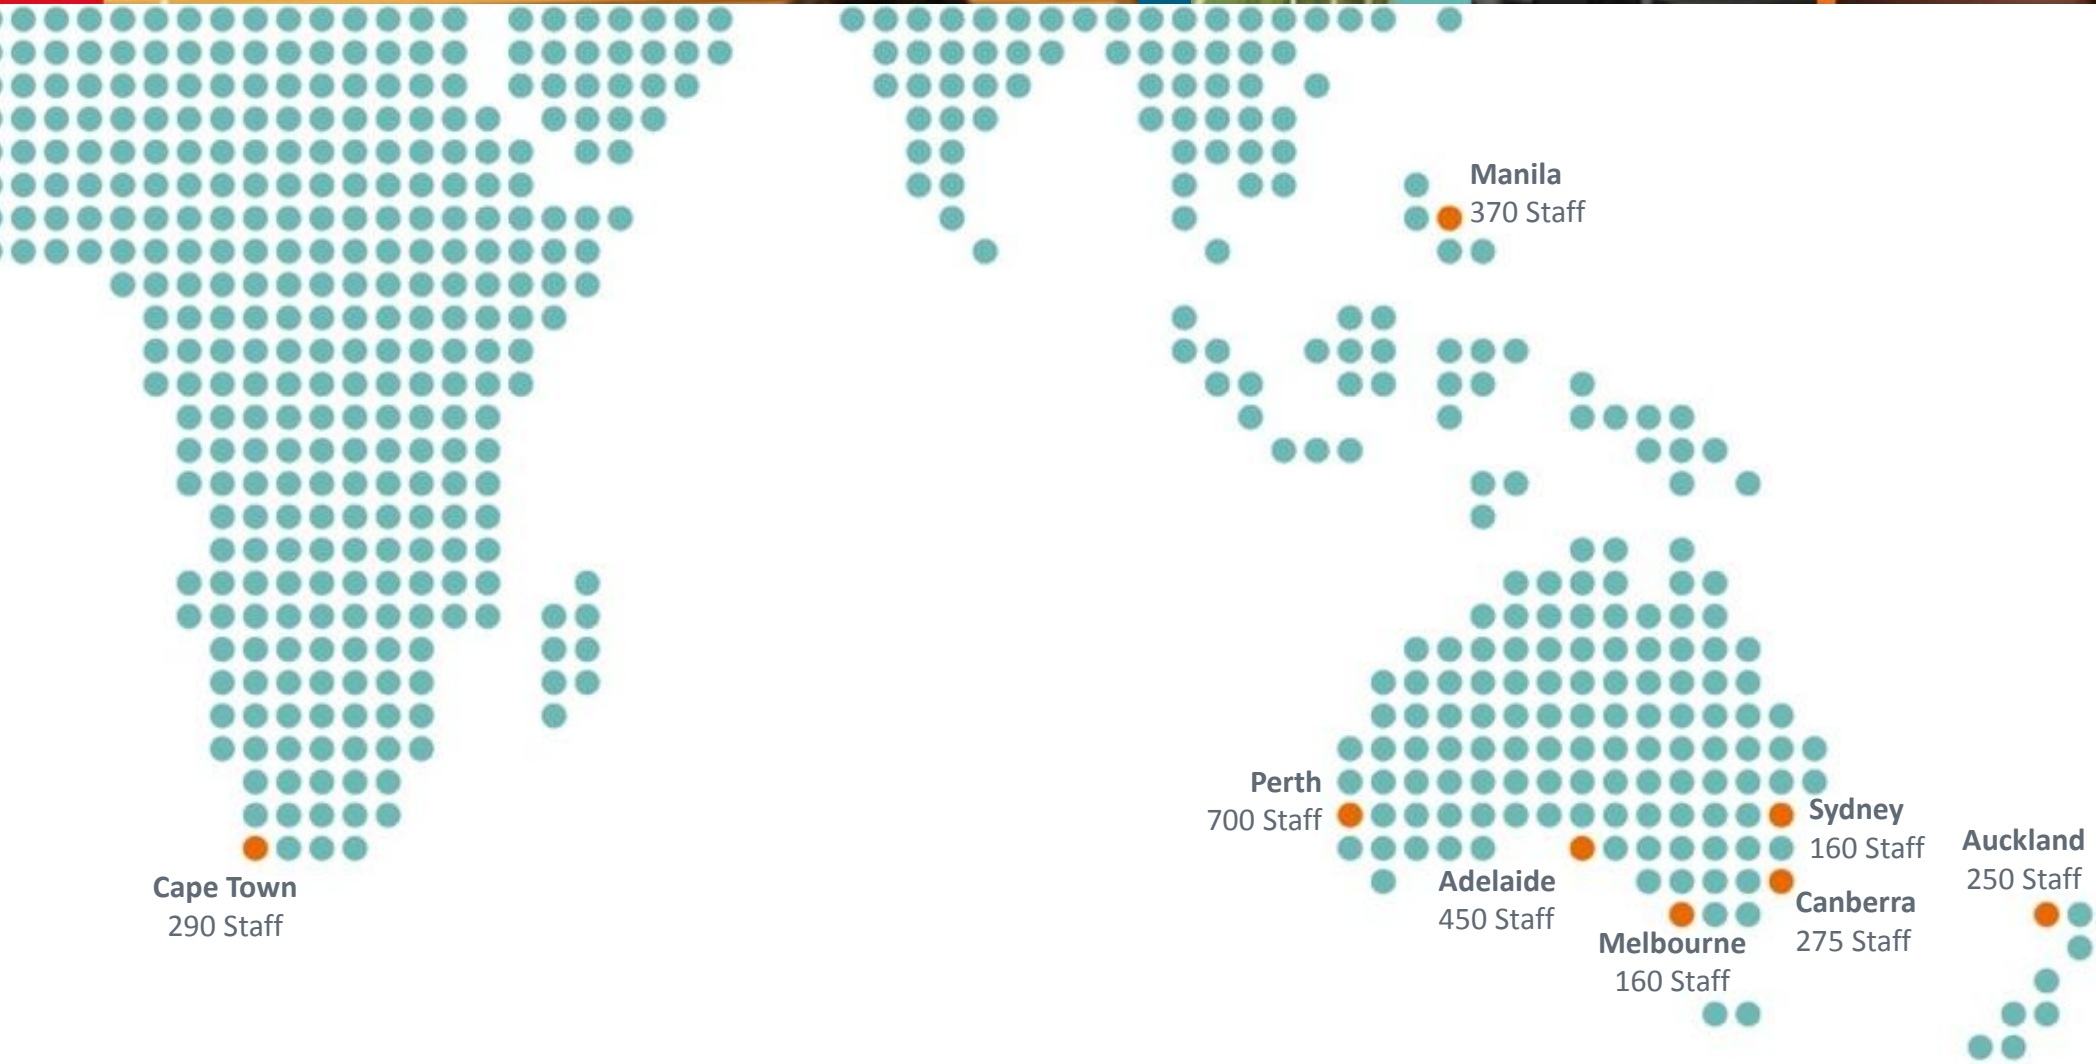 Manila
370 Staff
Perth
700 Staff
Sydney
160 Staff
Auckland
250 Staff
Cape Town
290 Staff
Adelaide
450 Staff
Canberra
275 Staff
Melbourne
160 Staff